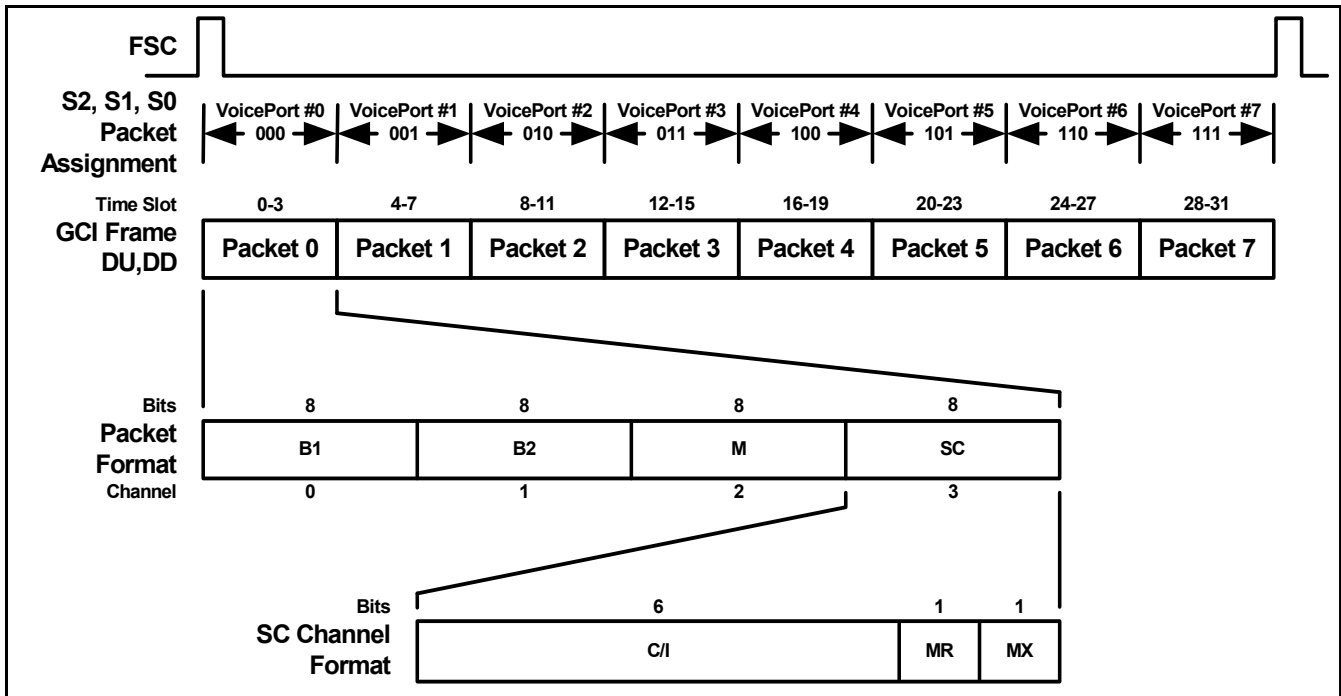 FSC
S2, S1, S0
Packet
Assignment
VoicePort #0 VoicePort #1 VoicePort #2 VoicePort #3 VoicePort #4 VoicePort #5 VoicePort #6 VoicePort #7
000 001 010 011 100 101 110 111
Time Slot 0-3 4-7 8-11 12-15 16-19 20-23 24-27 28-31
GCI Frame
DU,DD
Packet 0 Packet 1 Packet 2 Packet 3 Packet 4 Packet 5 Packet 6 Packet 7
Bits 8 8 8 8
Packet
Format
B1 B2 M SC
Channel 0 1 2 3
Bits 6 1 1
SC Channel
Format
C/I MR MX